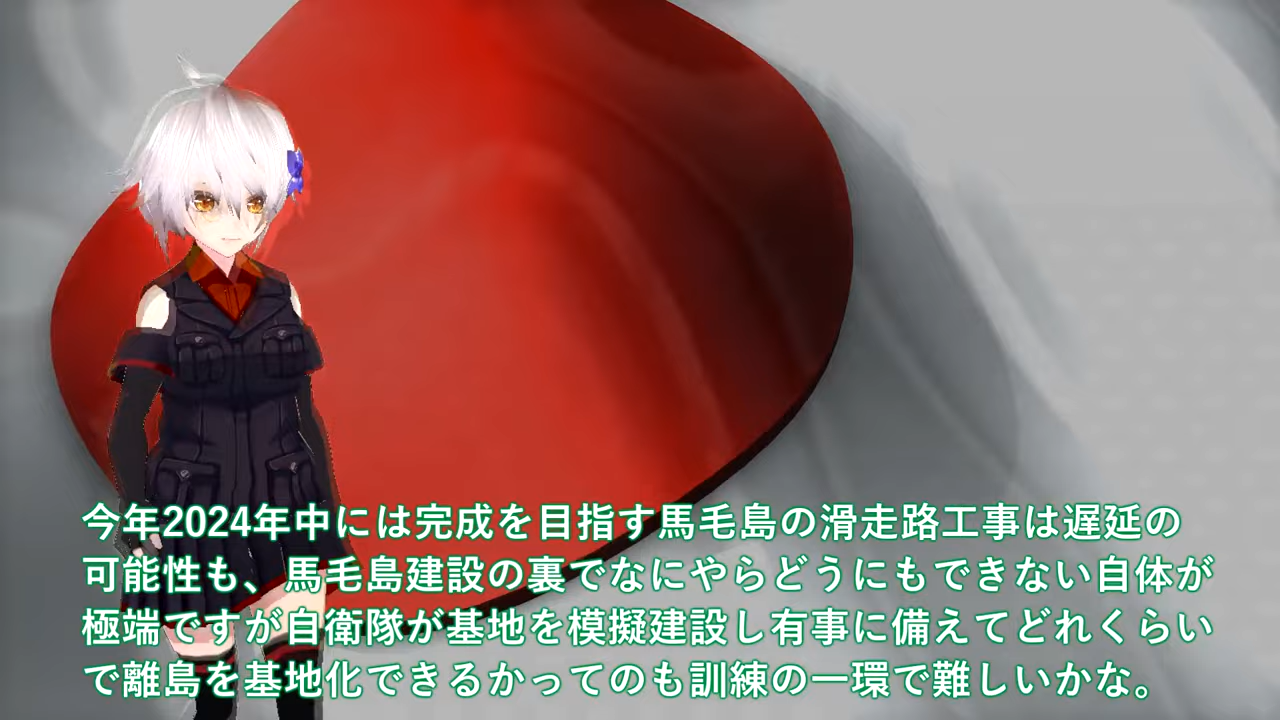 今年2024年中には完成を目指す馬毛島の滑走路工事は遅延の
可能性も、馬毛島建設の裏でなにやらどうにもできない自体が
極端ですが自衛隊が基地を模擬建設し有事に備えてどれくらい
で離島を基地化できるかってのも訓練の一環で難しいかな。